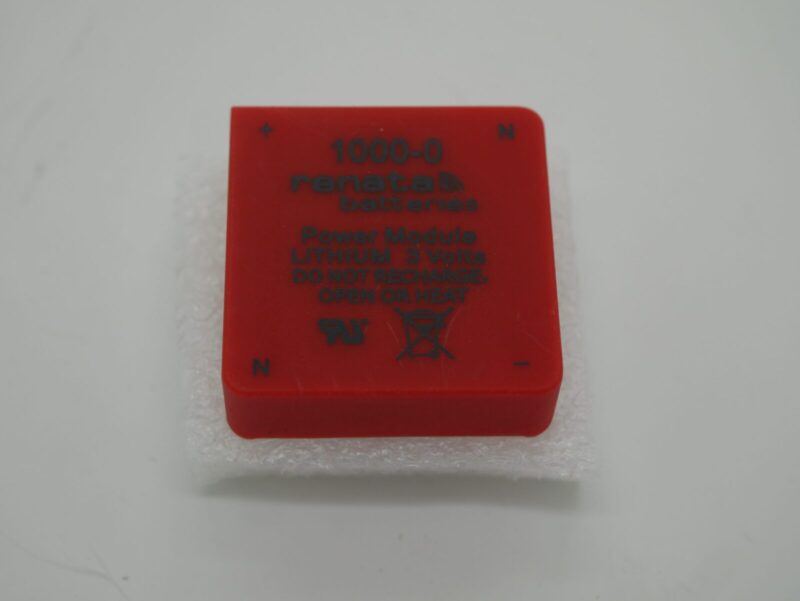 + N
1000-0
renata
batteries
Power Module
LITHIUM 3 Volts
DO NOT RECHARGE,
OPEN OR HEAT
N −